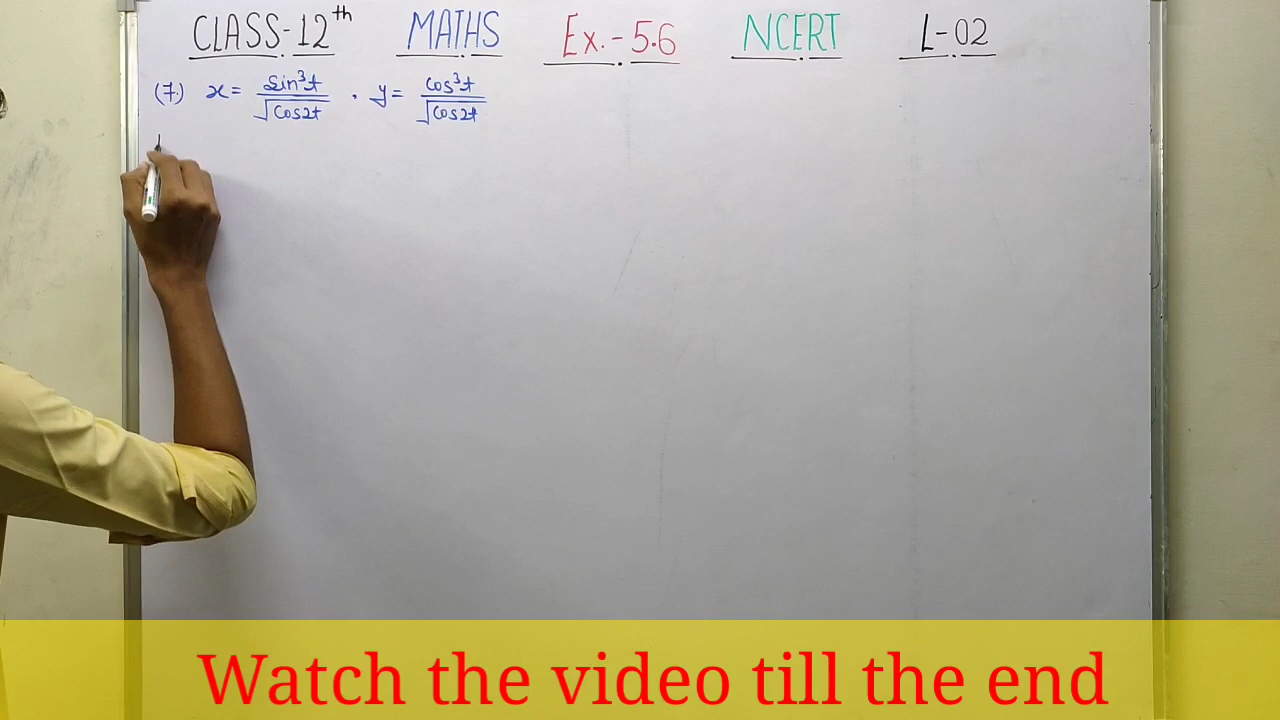 CLASS-12th MATHS Ex.-5.6 NCERT L-02
(7.) x = sin³t / √cos2t , y = cos³t / √cos2t
Watch the video till the end